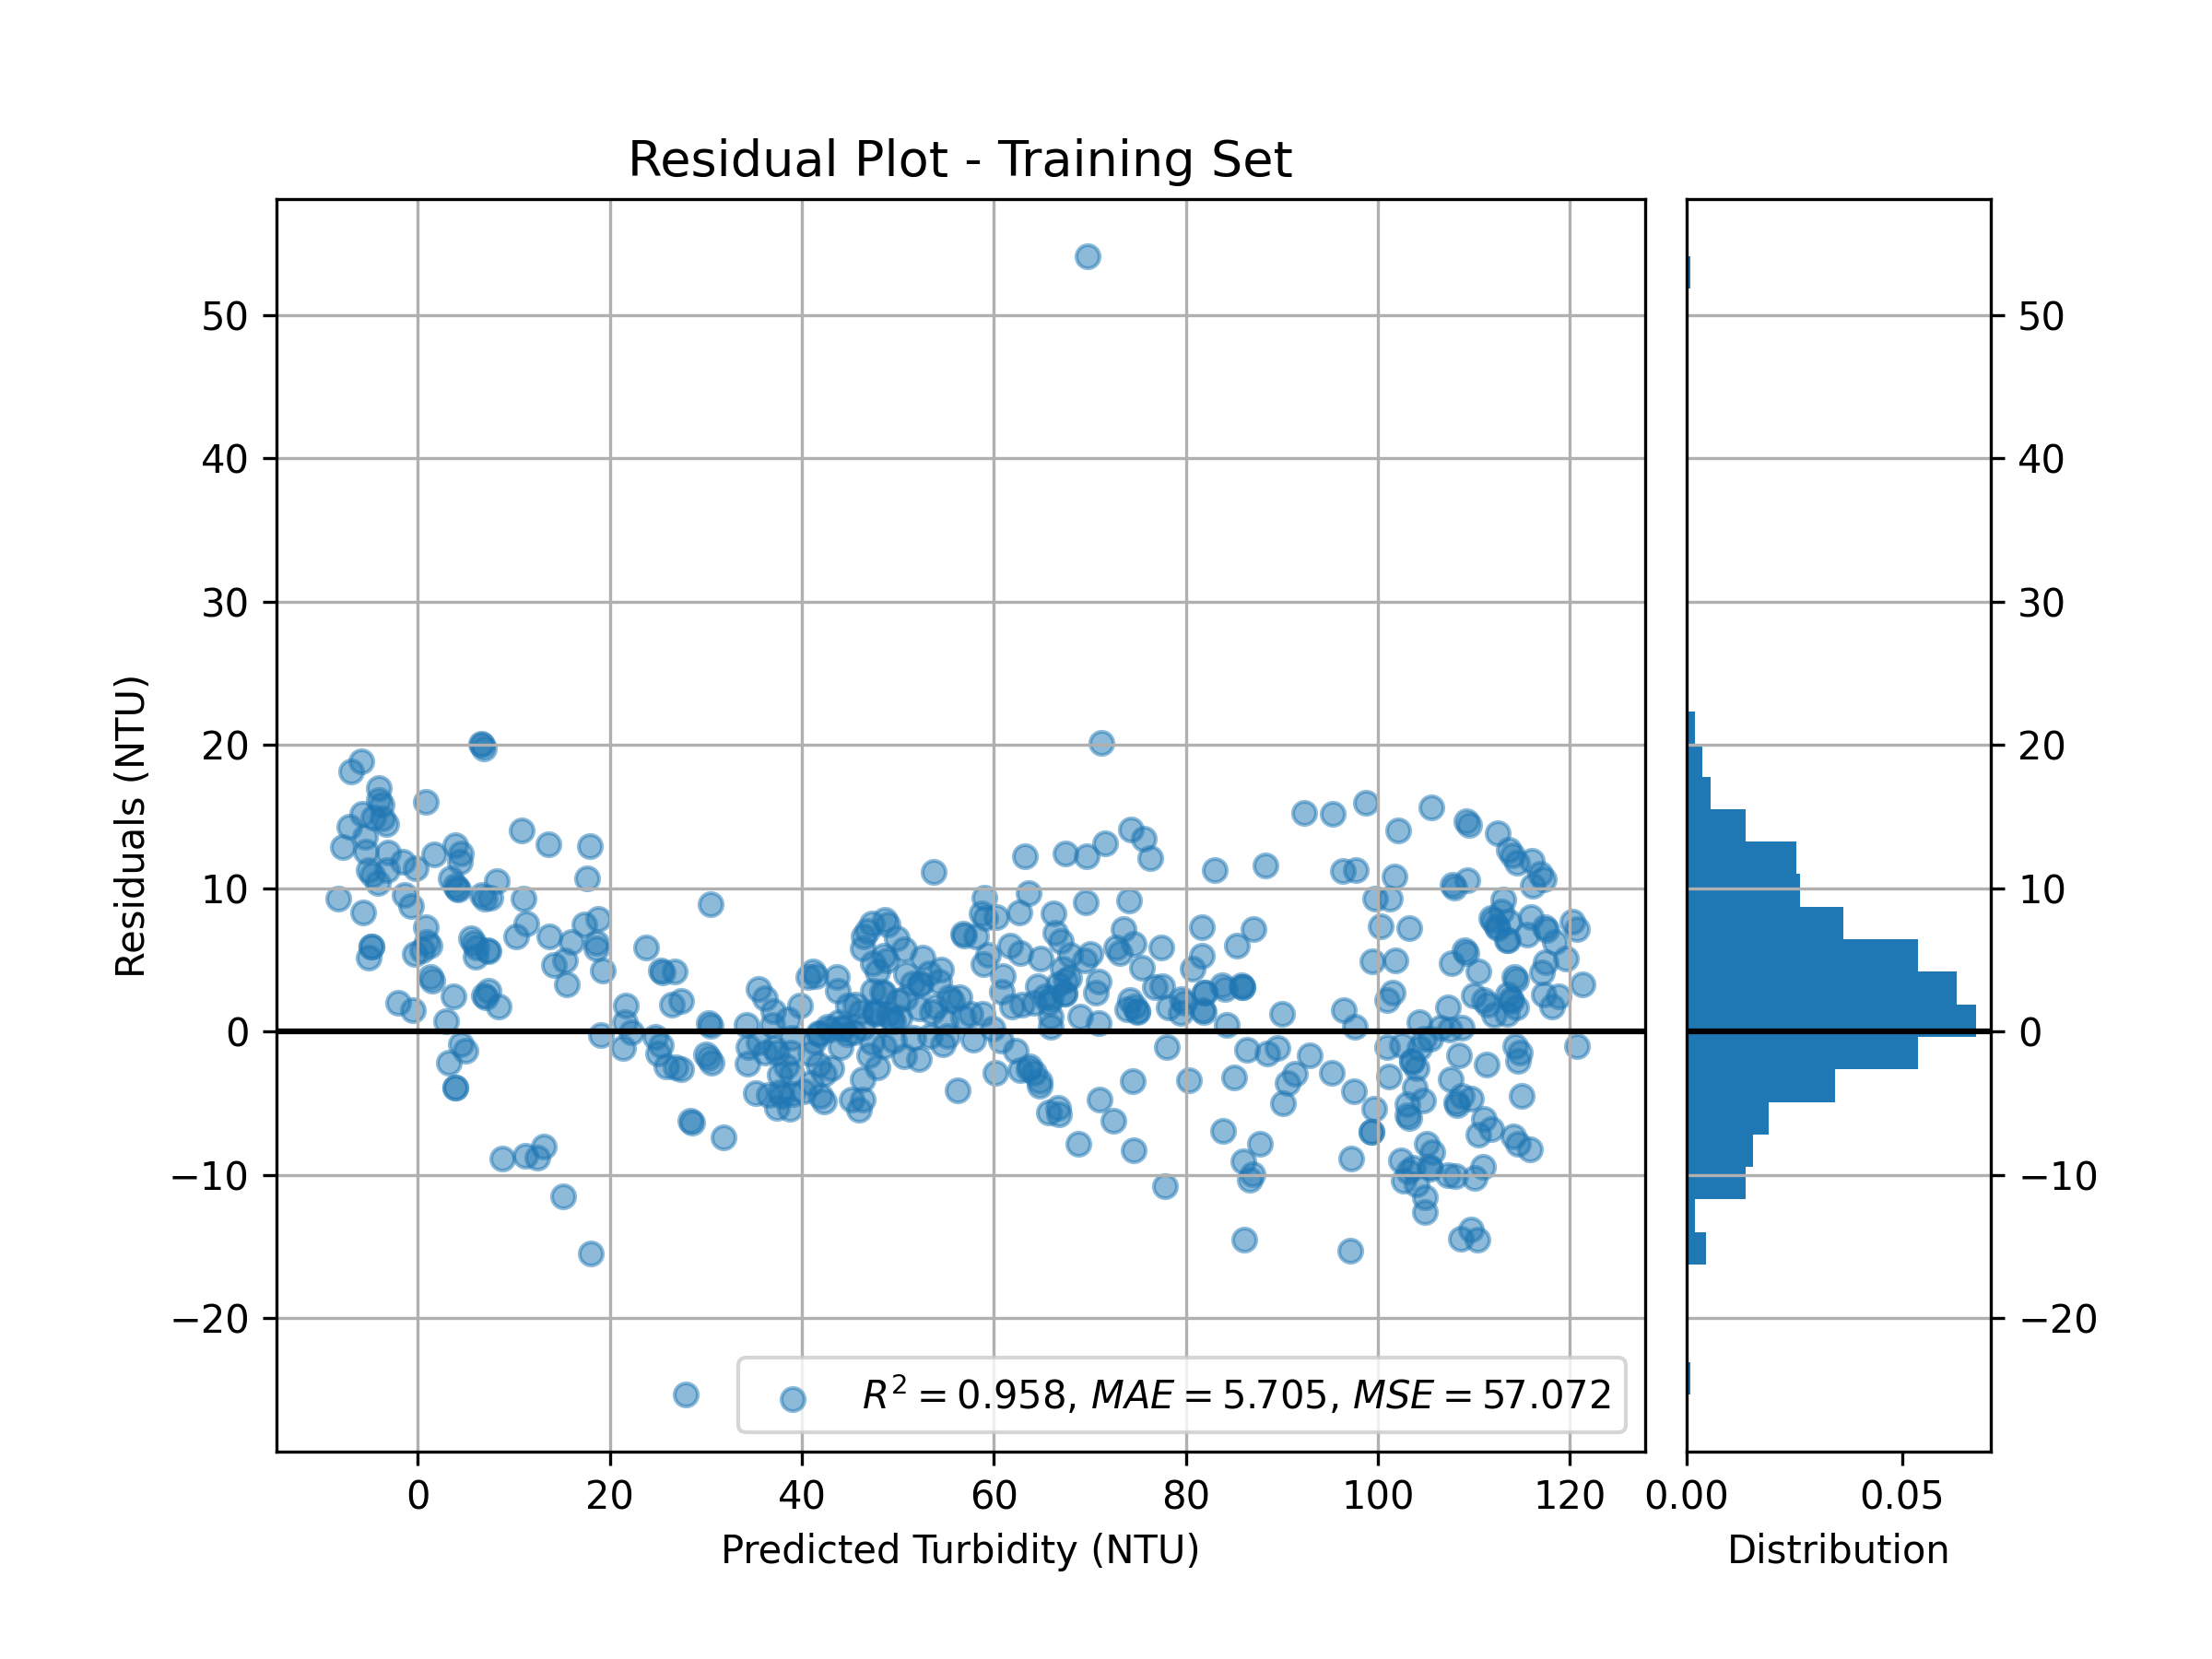 Residual Plot - Training Set
Residuals (NTU)
50
40
30
20
10
0
−10
−20
R² = 0.958, MAE = 5.705, MSE = 57.072
0 20 40 60 80 100 120
Predicted Turbidity (NTU)
50
40
30
20
10
0
−10
−20
0.00 0.05
Distribution